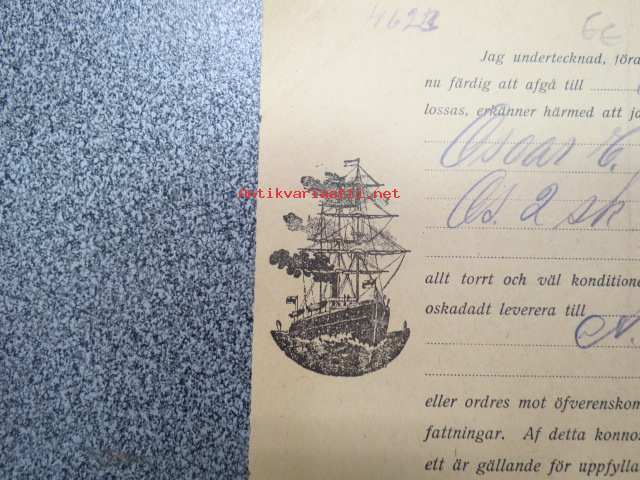 462B
6E
Jag undertecknad, föra
nu färdig att afgå till
lossas, erkänner härmed att ja
Oscar E.
Os. 2 sk
antikvariaatti.net
allt torrt och väl konditione
oskadadt leverera till
eller ordres mot öfverenskom
fattningar. Af detta konnos
ett är gällande för uppfylla